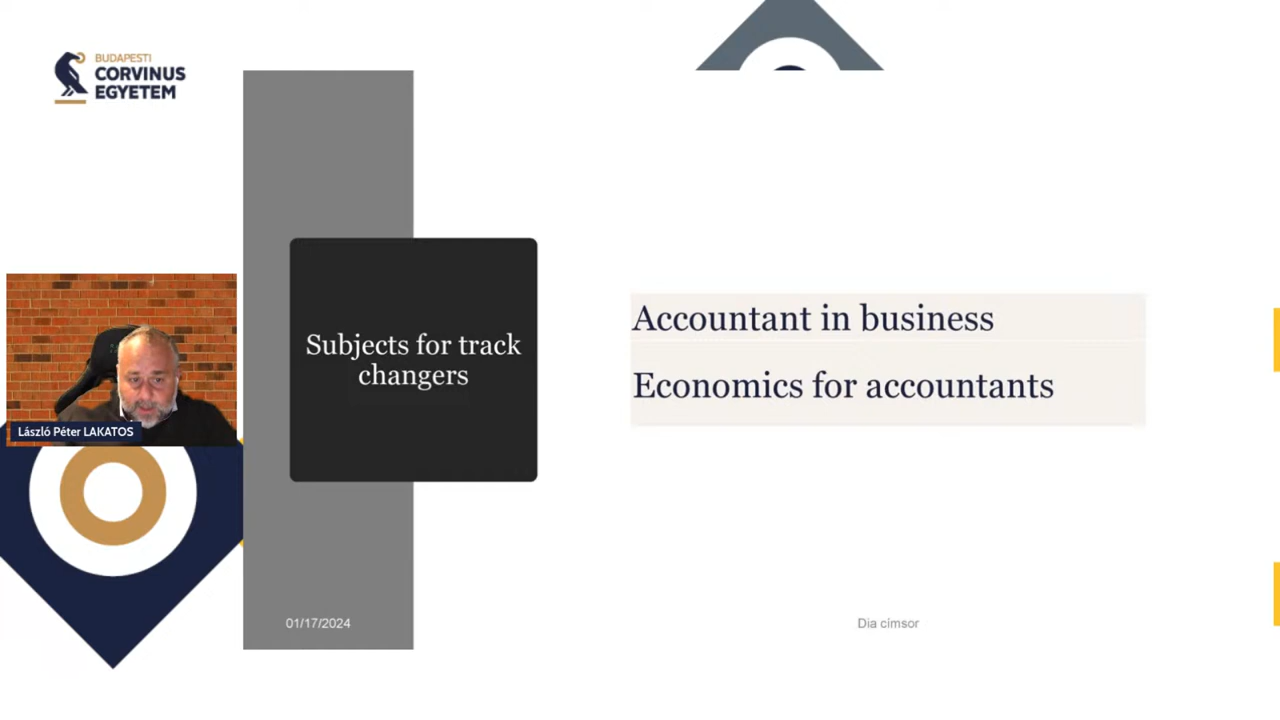 BUDAPESTI
CORVINUS
EGYETEM
Subjects for track
changers
Accountant in business
Economics for accountants
László Péter LAKATOS
01/17/2024
Dia címsor